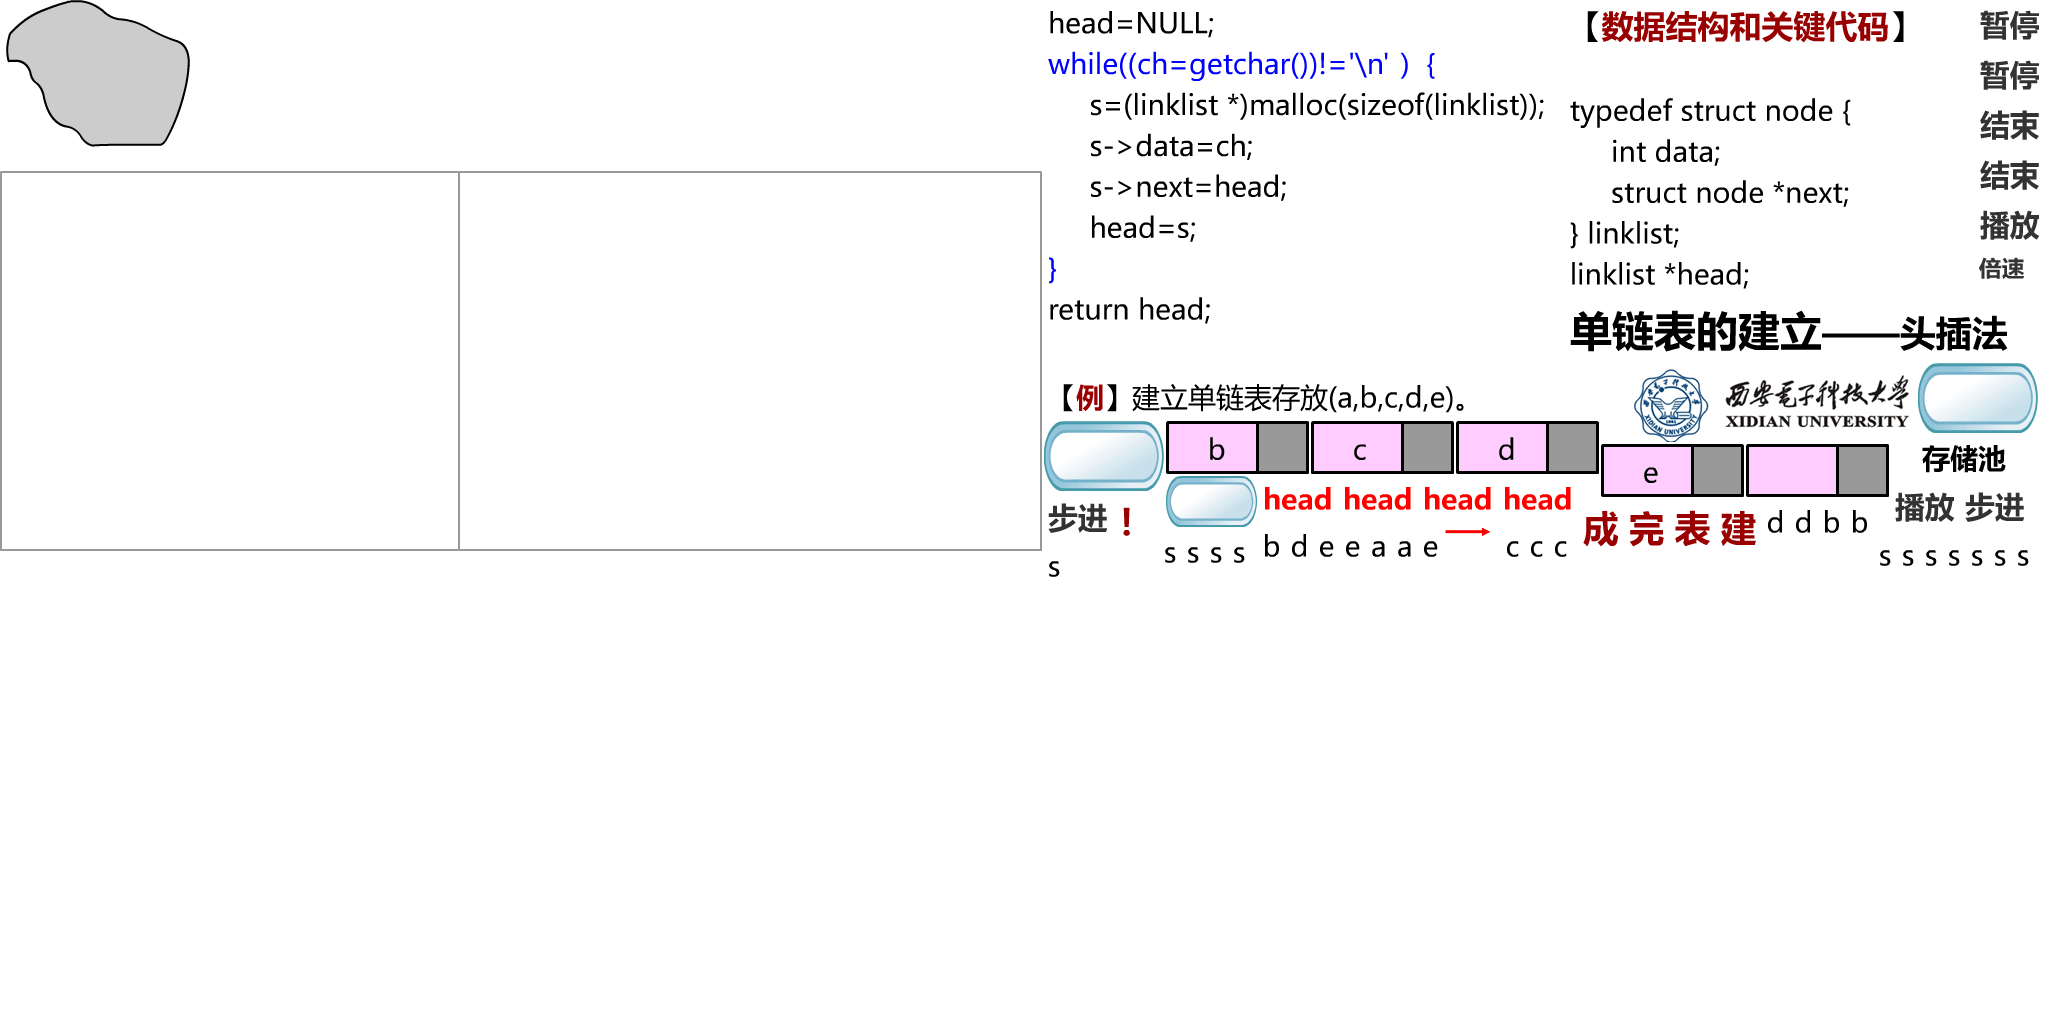 head=NULL;
while((ch=getchar())!='\n' ) {
s=(linklist *)malloc(sizeof(linklist));
s->data=ch;
s->next=head;
head=s;
}
return head;
【例】建立单链表存放(a,b,c,d,e)。
【数据结构和关键代码】
typedef struct node {
int data;
struct node *next;
} linklist;
linklist *head;
暂停
暂停
结束
结束
播放
倍速
单链表的建立——头插法
西安电子科技大学
XIDIAN UNIVERSITY
b c d
e
存储池
步进 !
head head head head
成 完 表 建
d d b b
播放 步进
s s s s
b d e e a a e
c c c
s s s s s s s
s